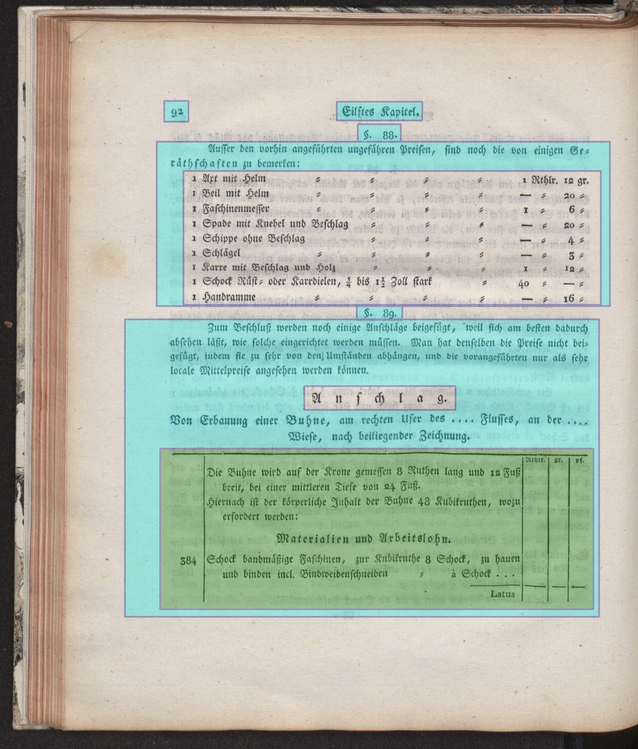 92
Eilftes Kapitel.
§. 88.
Ausser den vorhin angeführten ungefähren Preisen, sind noch die von einigen Ge-
räthschaften zu bemerken:
1 Axt mit Helm = = = = 1 Rthlr. 12 gr.
1 Beil mit Helm = = = = — = 20 =
1 Faschinenmesser = = = = 1 = 6 =
1 Spade mit Knebel und Beschlag = = = — = 20 =
1 Schippe ohne Beschlag = = = — = 4 =
1 Schlägel = = = = — = 3 =
1 Karre mit Beschlag und Holz = = = 1 = 12 =
1 Schock Rüst= oder Karrdielen, 5/4 bis 1 1/2 Zoll stark = 40 = — =
1 Handramme = = = = — = 16 =
§. 89.
Zum Beschluß werden noch einige Anschläge beigefügt, weil sich am besten dadurch
absehen läßt, wie solche eingerichtet werden müssen. Man hat denselben die Preise nicht bei-
gefügt, indem sie zu sehr von den Umständen abhängen, und die vorangeführten nur als sehr
locale Mittelpreise angesehen werden können.
Anschlag.
Von Erbauung einer Buhne, am rechten Ufer des .... Flusses, an der ....
Wiese, nach beiliegender Zeichnung.
Rthlr. gr. pf.
Die Buhne wird auf der Krone gemessen 8 Ruthen lang und 12 Fuß
breit, bei einer mittleren Tiefe von 24 Fuß.
Hiernach ist der körperliche Inhalt der Buhne 48 Kubikruthen, wozu
erfordert werden:
Materialien und Arbeitslohn.
384 Schock bandmäßige Faschinen, zur Kubikruthe 8 Schock, zu hauen
und binden incl. Bindweidenschneiden = à Schock ...
Latus